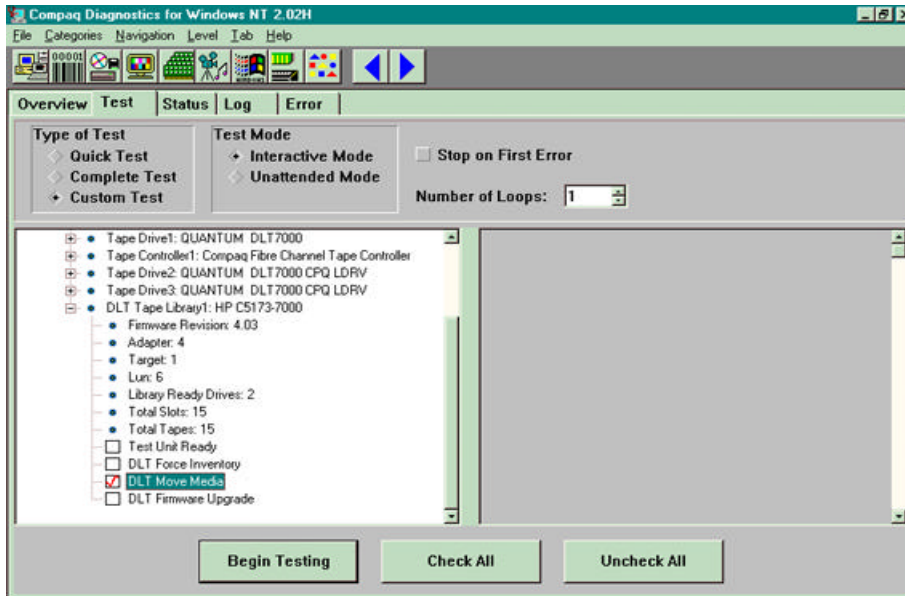 Compaq Diagnostics for Windows NT 2.02H
File Categories Navigation Level Tab Help
00001
Overview Test Status Log Error
Type of Test
Quick Test
Complete Test
Custom Test
Test Mode
Interactive Mode
Unattended Mode
Stop on First Error
Number of Loops: 1
Tape Drive1: QUANTUM DLT7000
Tape Controller1: Compaq Fibre Channel Tape Controller
Tape Drive2: QUANTUM DLT7000 CPQ LDRV
Tape Drive3: QUANTUM DLT7000 CPQ LDRV
DLT Tape Library1: HP C5173-7000
Firmware Revision: 4.03
Adapter: 4
Target: 1
Lun: 6
Library Ready Drives: 2
Total Slots: 15
Total Tapes: 15
Test Unit Ready
DLT Force Inventory
DLT Move Media
DLT Firmware Upgrade
Begin Testing Check All Uncheck All